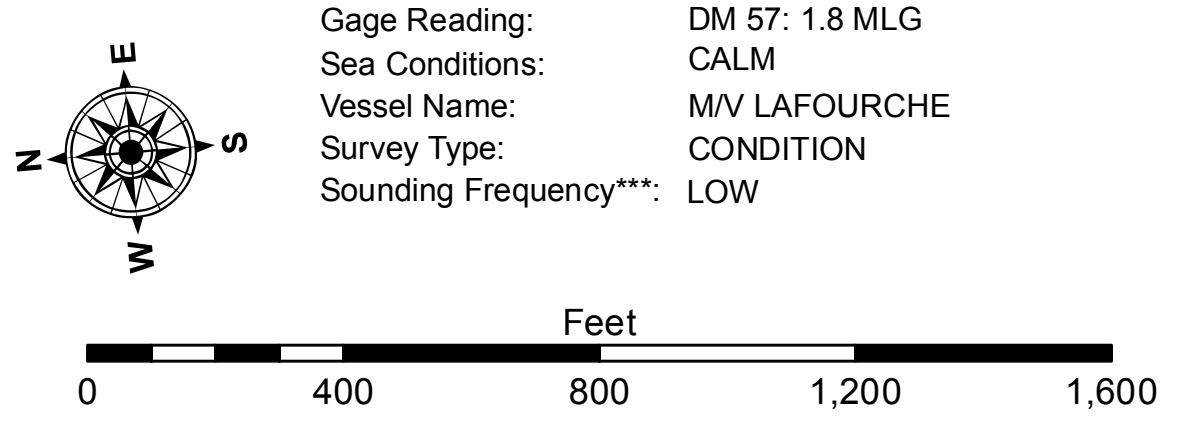 E
N
S
W
Gage Reading: DM 57: 1.8 MLG
Sea Conditions: CALM
Vessel Name: M/V LAFOURCHE
Survey Type: CONDITION
Sounding Frequency***: LOW
Feet
0 400 800 1,200 1,600